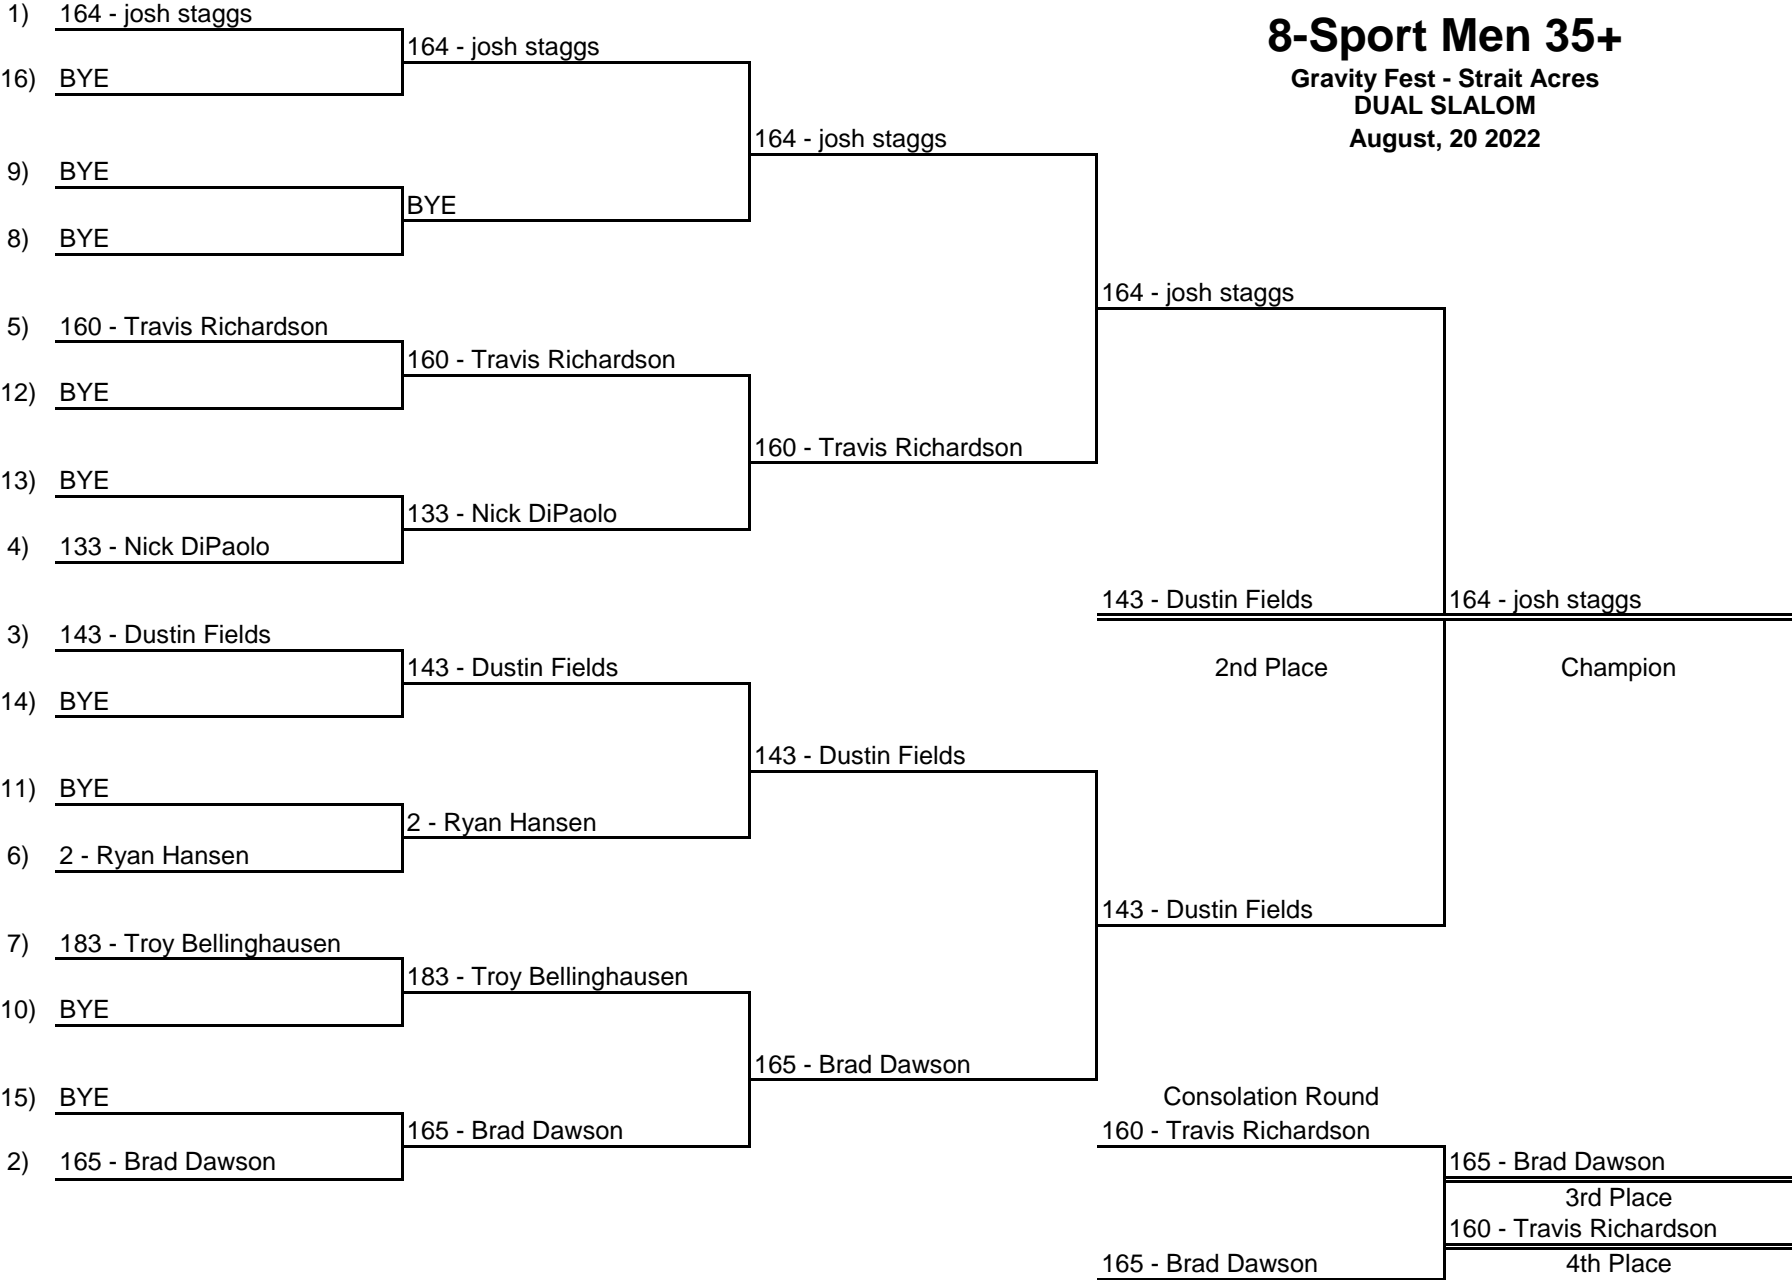 8-Sport Men 35+
Gravity Fest - Strait Acres
DUAL SLALOM
August, 20 2022
1) 164 - josh staggs
16) BYE
9) BYE
8) BYE
5) 160 - Travis Richardson
12) BYE
13) BYE
4) 133 - Nick DiPaolo
3) 143 - Dustin Fields
14) BYE
11) BYE
6) 2 - Ryan Hansen
7) 183 - Troy Bellinghausen
10) BYE
15) BYE
2) 165 - Brad Dawson
164 - josh staggs
BYE
160 - Travis Richardson
133 - Nick DiPaolo
143 - Dustin Fields
2 - Ryan Hansen
183 - Troy Bellinghausen
165 - Brad Dawson
164 - josh staggs
160 - Travis Richardson
143 - Dustin Fields
165 - Brad Dawson
164 - josh staggs
143 - Dustin Fields
2nd Place
143 - Dustin Fields
164 - josh staggs
Champion
Consolation Round
160 - Travis Richardson
165 - Brad Dawson
165 - Brad Dawson
3rd Place
160 - Travis Richardson
4th Place